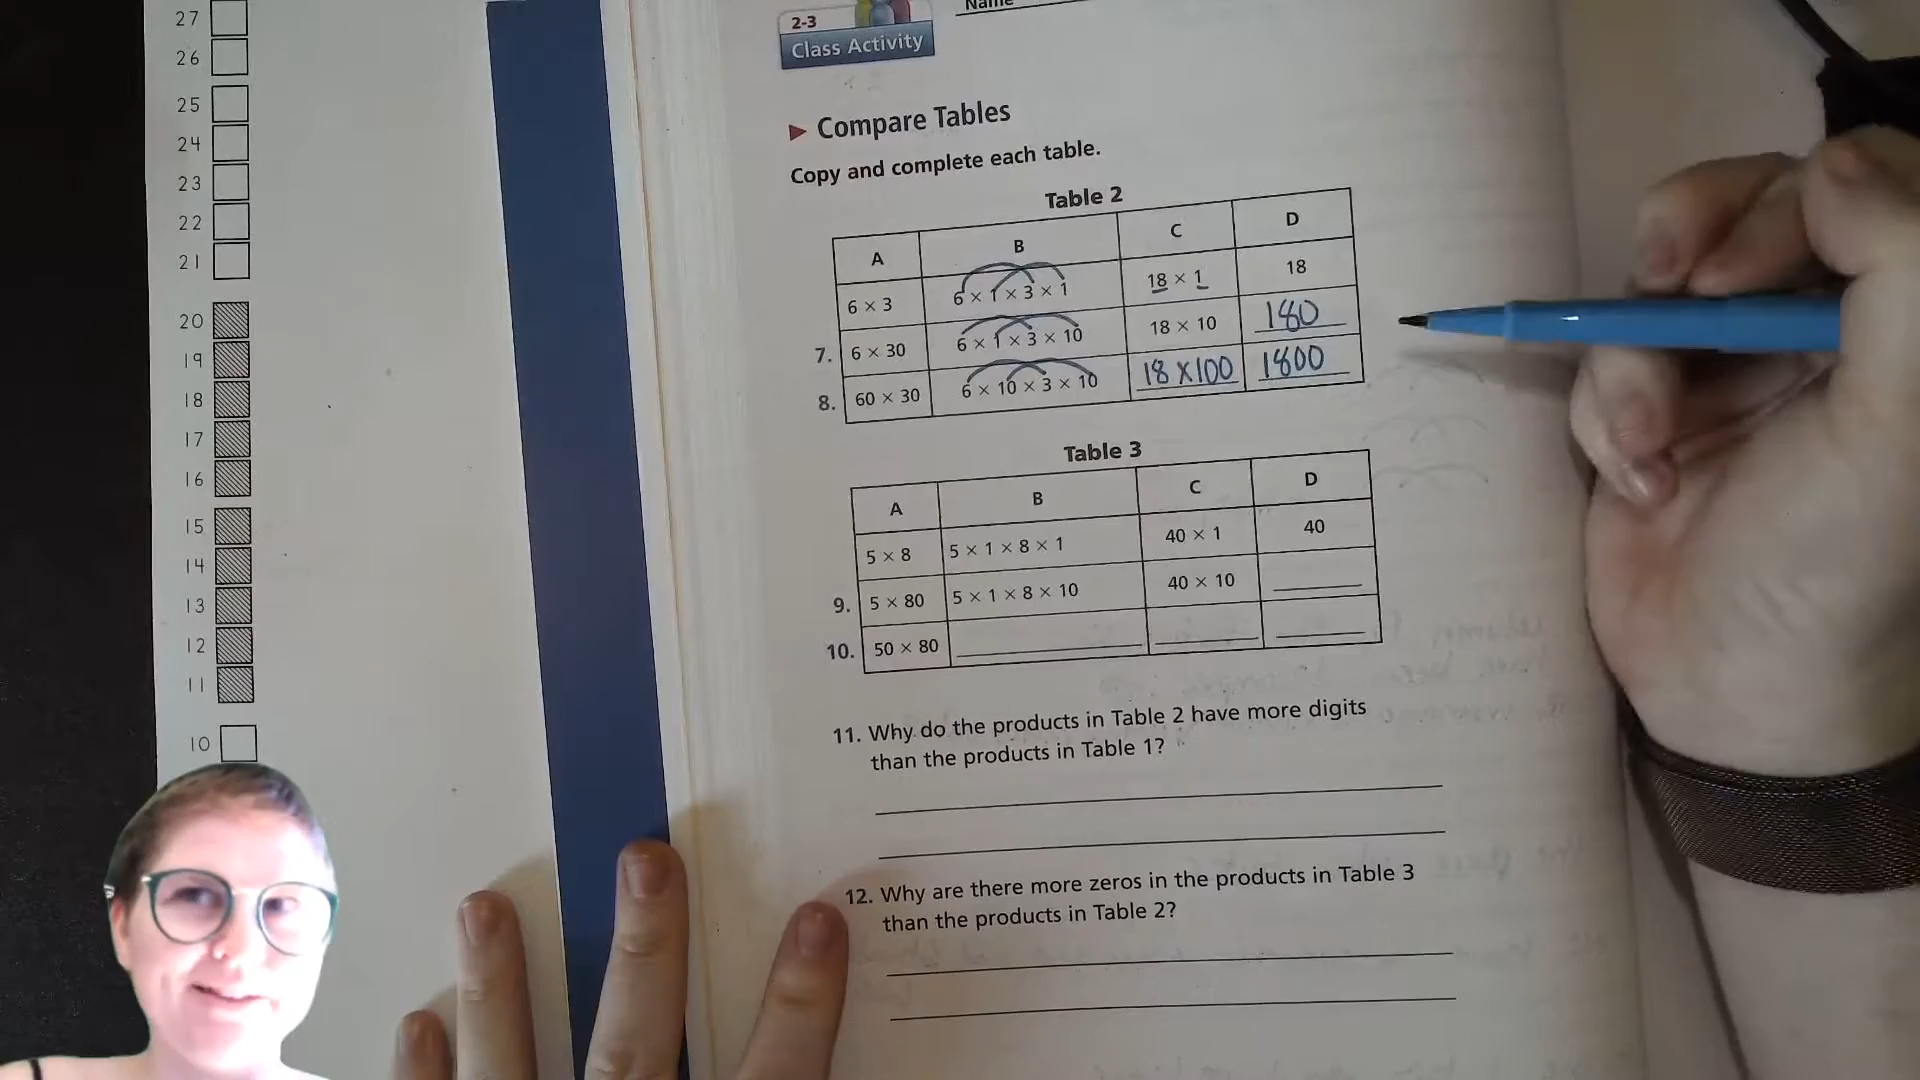 27
26
25
24
23
22
21
20
19
18
17
16
15
14
13
12
11
10
2-3
Class Activity
Name
Compare Tables
Copy and complete each table.
Table 2
A B C D
6 × 3 6 × 1 × 3 × 1 18 × 1 18
7. 6 × 30 6 × 1 × 3 × 10 18 × 10 180
8. 60 × 30 6 × 10 × 3 × 10 18 X100 1800
Table 3
A B C D
5 × 8 5 × 1 × 8 × 1 40 × 1 40
9. 5 × 80 5 × 1 × 8 × 10 40 × 10
10. 50 × 80
11. Why do the products in Table 2 have more digits
than the products in Table 1?
12. Why are there more zeros in the products in Table 3
than the products in Table 2?